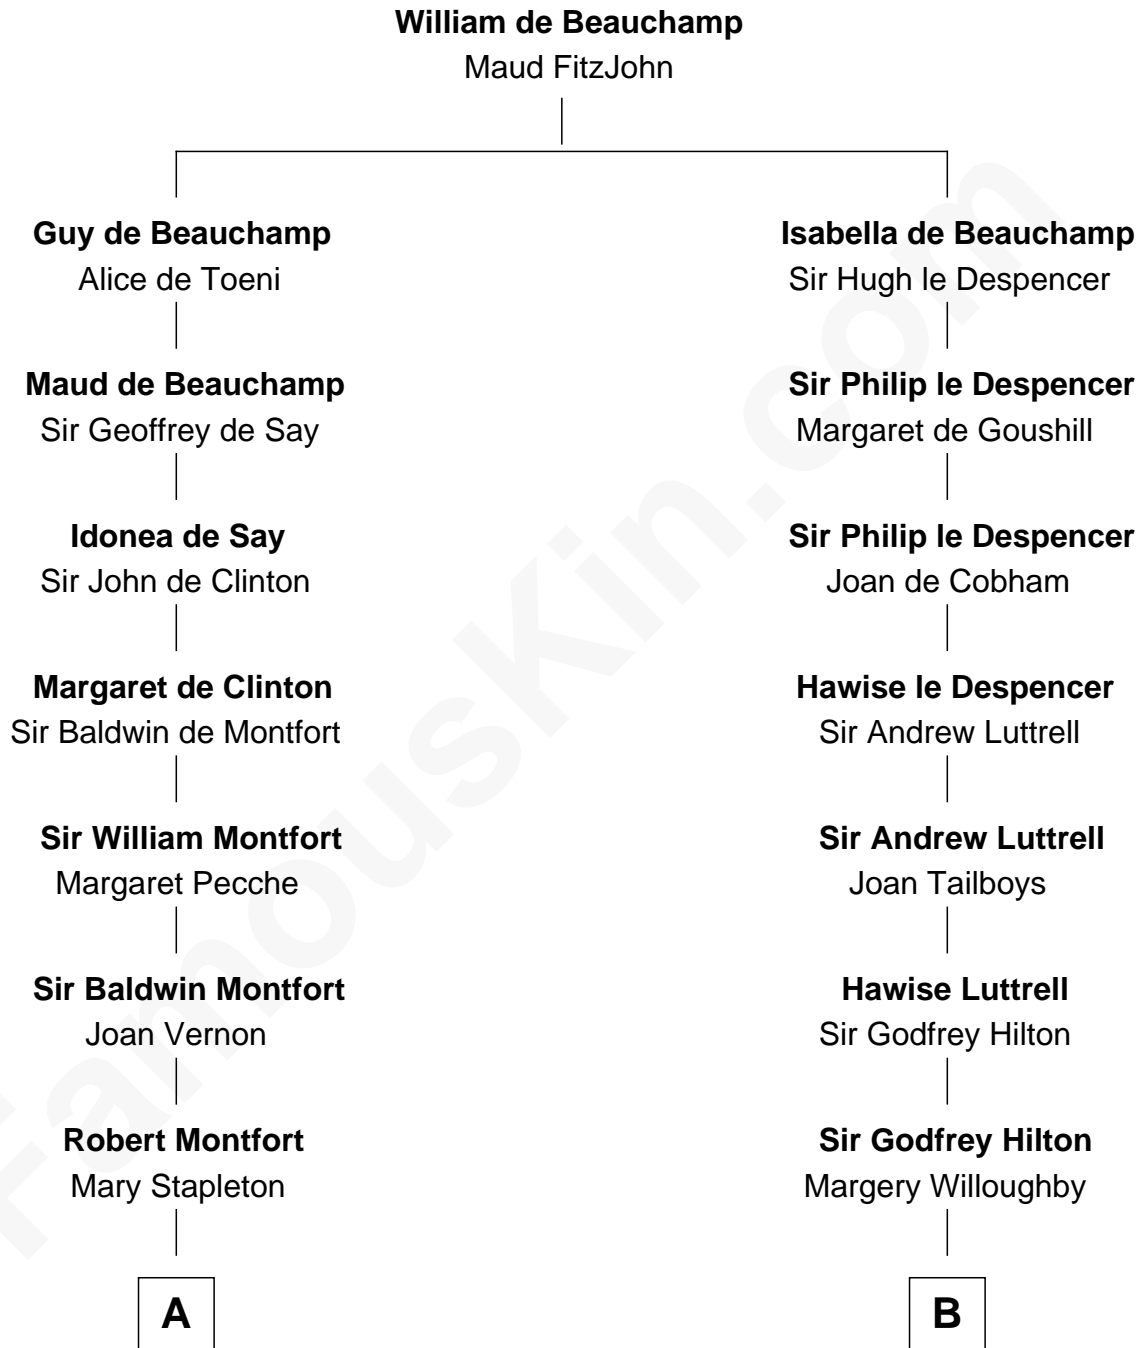 William de Beauchamp
Maud FitzJohn
Guy de Beauchamp
Alice de Toeni
Maud de Beauchamp
Sir Geoffrey de Say
Idonea de Say
Sir John de Clinton
Margaret de Clinton
Sir Baldwin de Montfort
Sir William Montfort
Margaret Pecche
Sir Baldwin Montfort
Joan Vernon
Robert Montfort
Mary Stapleton
A
Isabella de Beauchamp
Sir Hugh le Despencer
Sir Philip le Despencer
Margaret de Goushill
Sir Philip le Despencer
Joan de Cobham
Hawise le Despencer
Sir Andrew Luttrell
Sir Andrew Luttrell
Joan Tailboys
Hawise Luttrell
Sir Godfrey Hilton
Sir Godfrey Hilton
Margery Willoughby
B
FamousKin.com